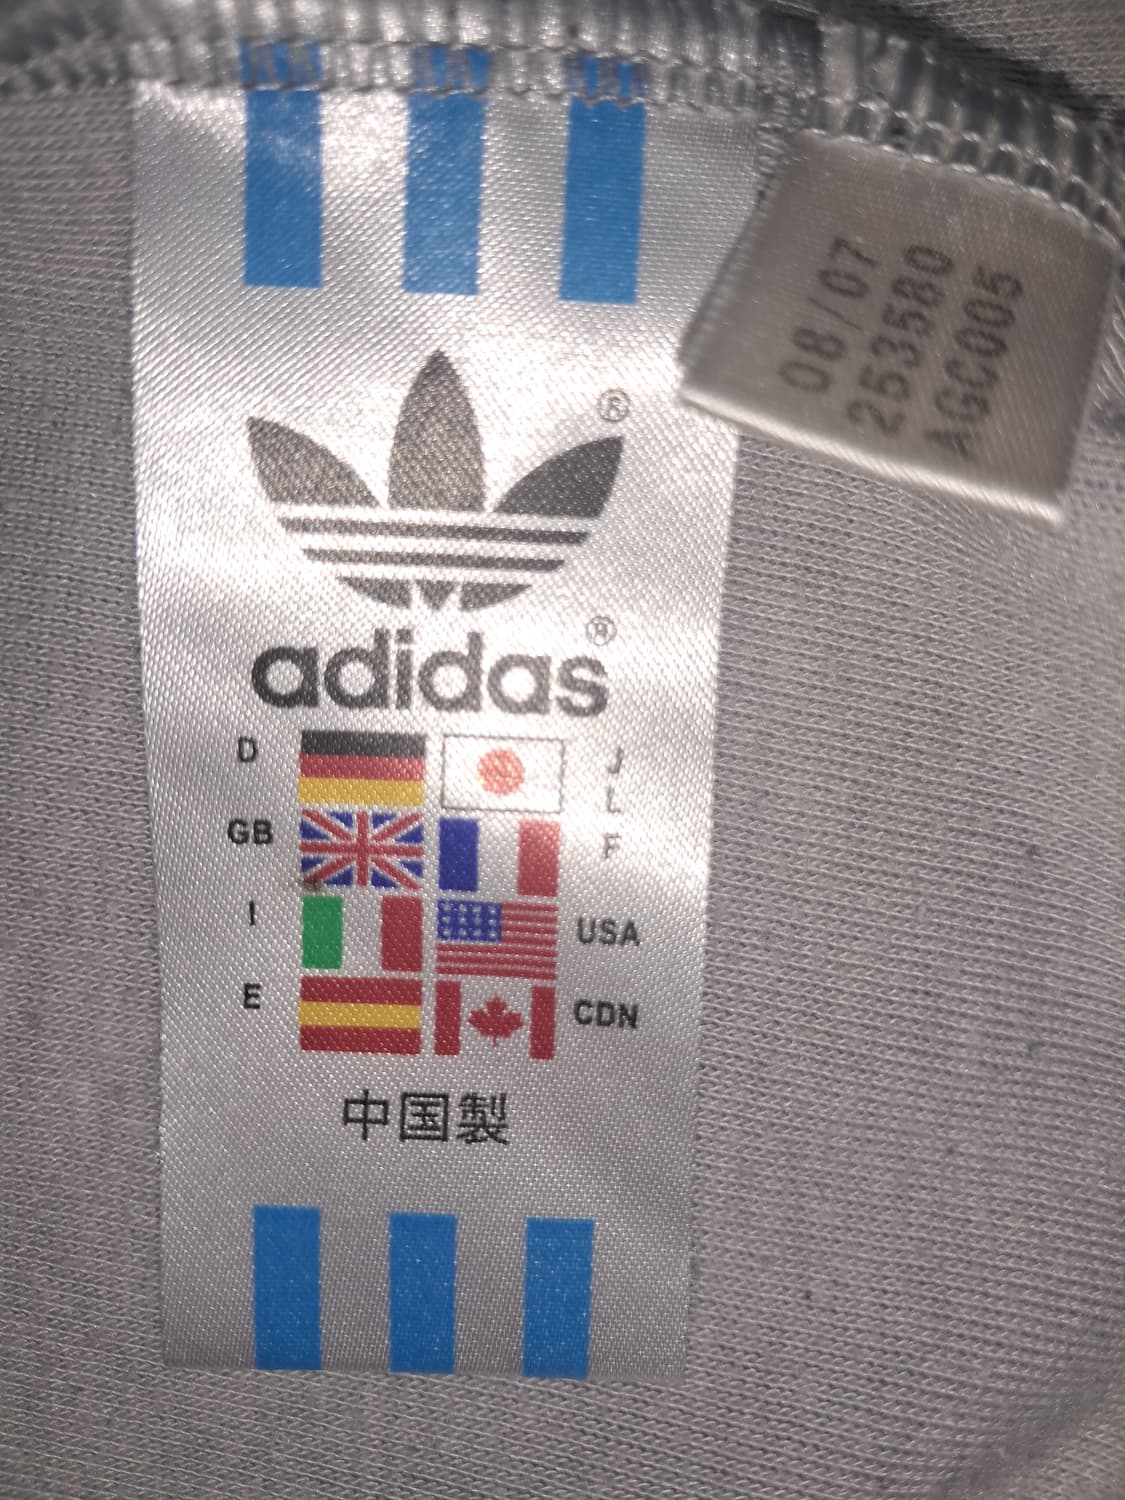 08/07
253580
AGC005
®
adidas®
D
J
L
GB
F
I
USA
E
CDN
中国製